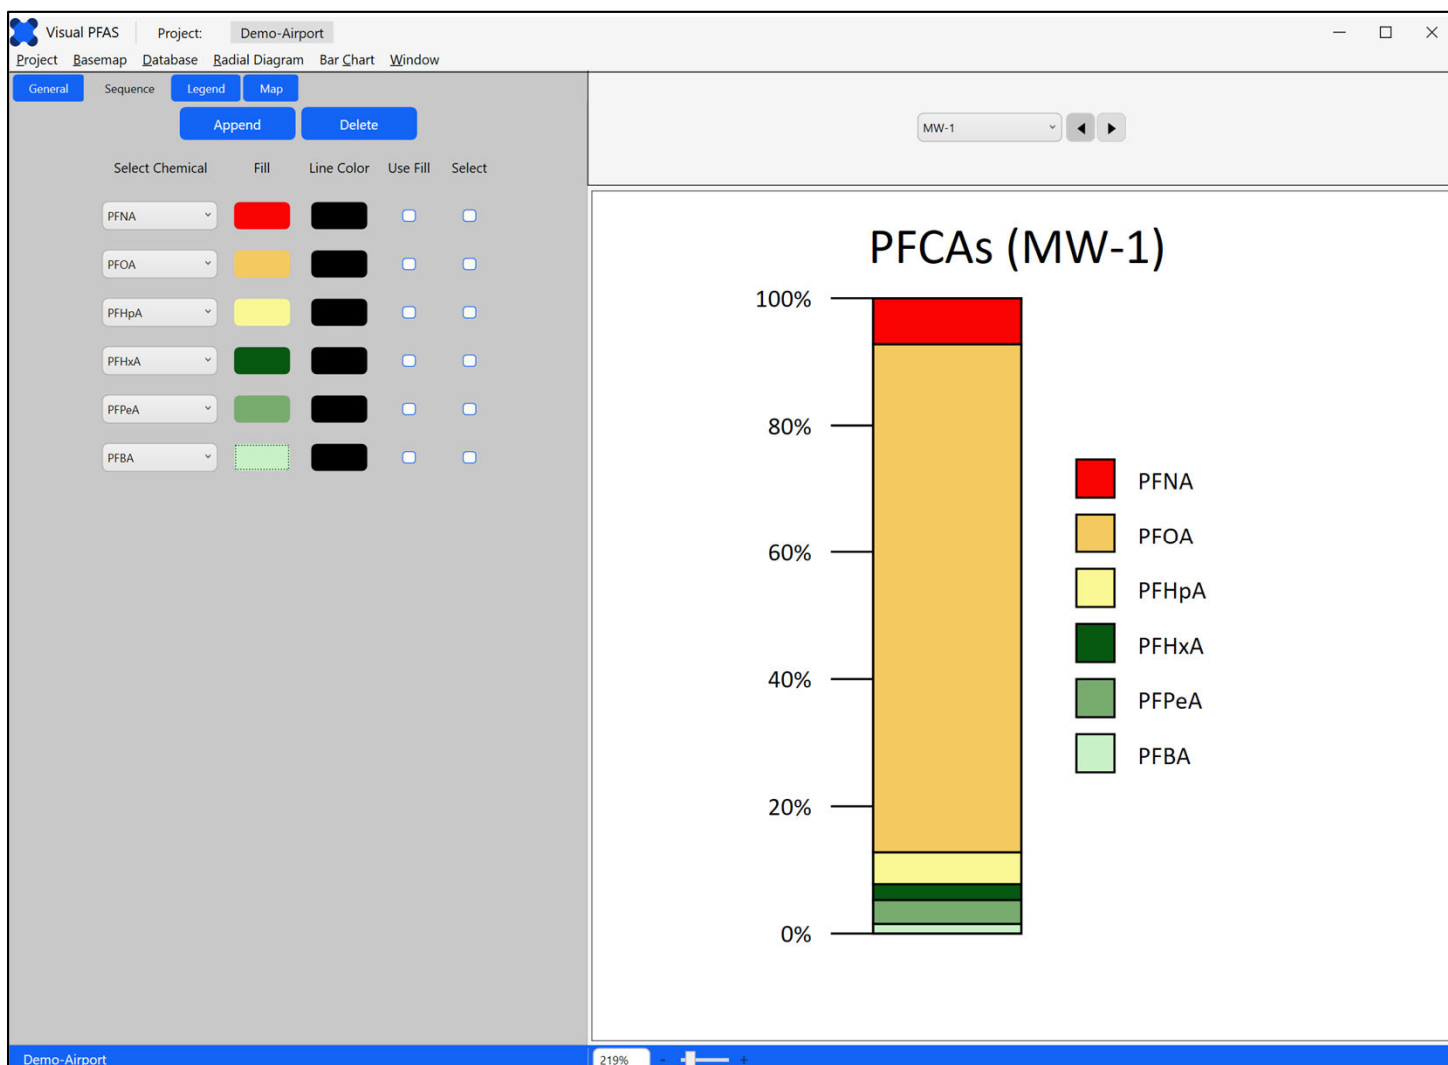 Visual PFAS Project: Demo-Airport
Project Basemap Database Radial Diagram Bar Chart Window
General Sequence Legend Map
Append Delete
Select Chemical Fill Line Color Use Fill Select
PFNA
PFOA
PFHpA
PFHxA
PFPeA
PFBA
MW-1
PFCAs (MW-1)
100%
80%
60%
40%
20%
0%
PFNA
PFOA
PFHpA
PFHxA
PFPeA
PFBA
Demo-Airport
219% - +